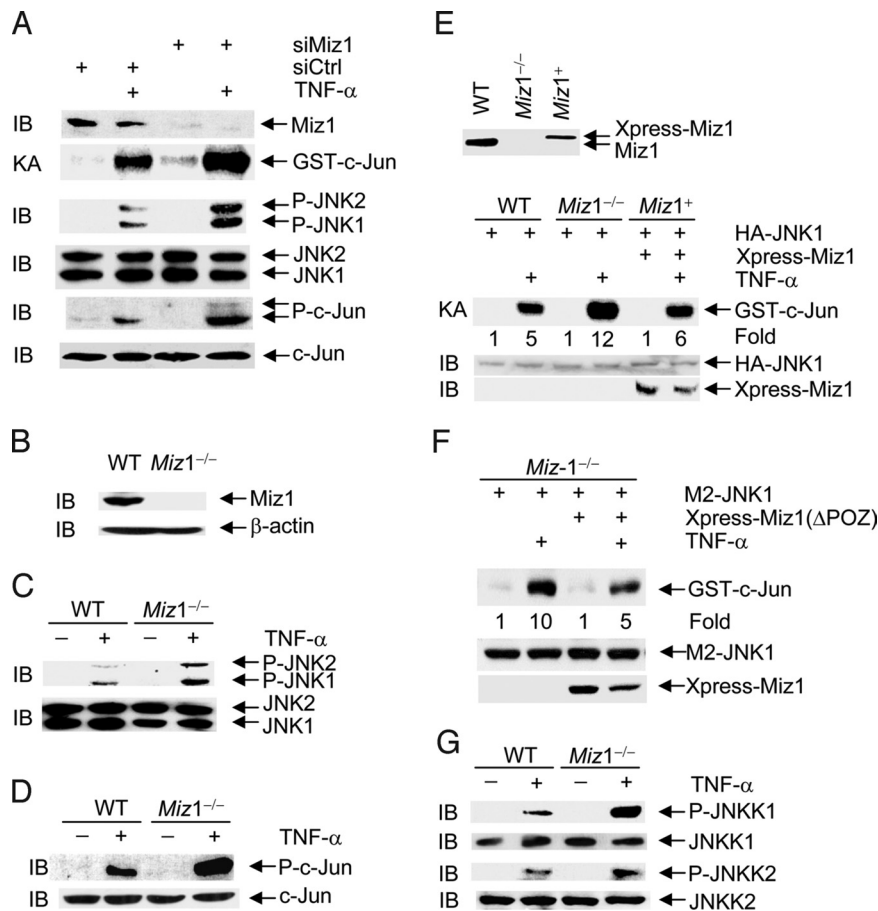 A
+ + siMiz1
+ + siCtrl
+ + TNF-α
IB Miz1
KA GST-c-Jun
IB P-JNK2
P-JNK1
IB JNK2
JNK1
IB P-c-Jun
IB c-Jun
B
WT Miz1–/–
IB Miz1
IB β-actin
C
WT Miz1–/–
– + – + TNF-α
IB P-JNK2
P-JNK1
IB JNK2
JNK1
D
WT Miz1–/–
– + – + TNF-α
IB P-c-Jun
IB c-Jun
E
WT Miz1–/– Miz1+
Xpress-Miz1
Miz1
WT Miz1–/– Miz1+
+ + + + + + HA-JNK1
+ + Xpress-Miz1
+ + + TNF-α
KA GST-c-Jun
1 5 1 12 1 6 Fold
IB HA-JNK1
IB Xpress-Miz1
F
Miz-1–/–
+ + + + M2-JNK1
+ + Xpress-Miz1(ΔPOZ)
+ + TNF-α
GST-c-Jun
1 10 1 5 Fold
M2-JNK1
Xpress-Miz1
G
WT Miz1–/–
– + – + TNF-α
IB P-JNKK1
IB JNKK1
IB P-JNKK2
IB JNKK2